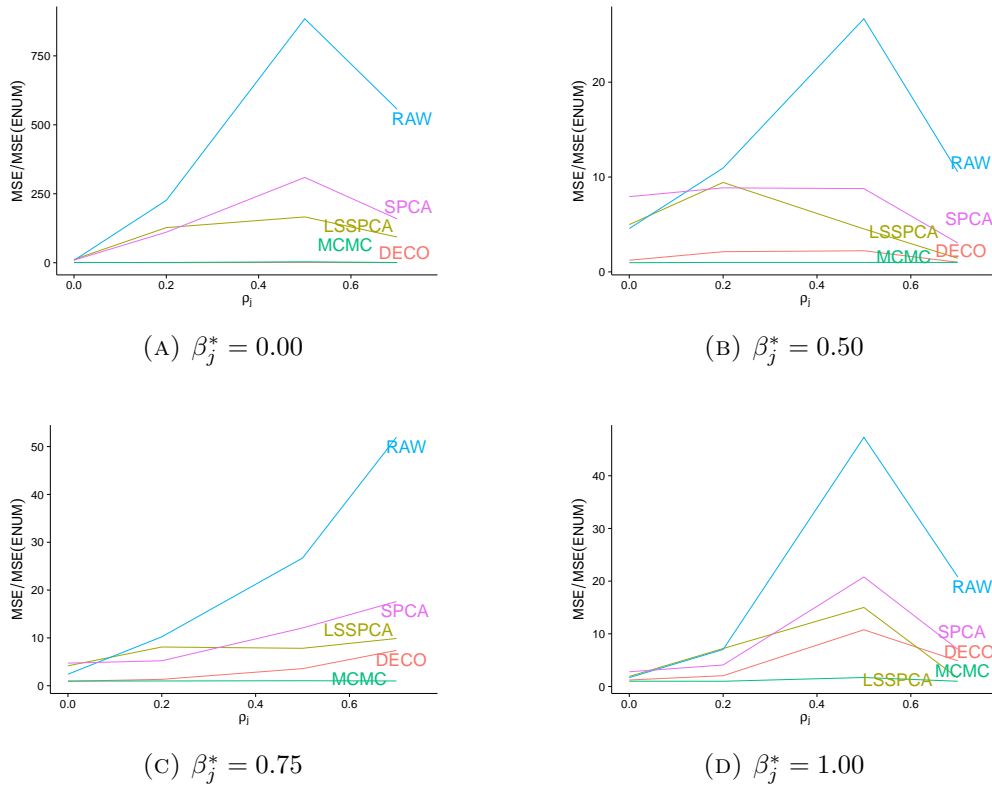 MSE/MSE(ENUM)
750
500
250
0
RAW
SPCA
LSSPCA
MCMC
DECO
0.0 0.2 0.4 0.6
ρj
(A) β*j = 0.00
MSE/MSE(ENUM)
20
10
0
RAW
SPCA
LSSPCA
DECO
MCMC
0.0 0.2 0.4 0.6
ρj
(B) β*j = 0.50
MSE/MSE(ENUM)
50
40
30
20
10
0
RAW
SPCA
LSSPCA
DECO
MCMC
0.0 0.2 0.4 0.6
ρj
(C) β*j = 0.75
MSE/MSE(ENUM)
40
30
20
10
0
RAW
SPCA
DECO
MCMC
LSSPCA
0.0 0.2 0.4 0.6
ρj
(D) β*j = 1.00